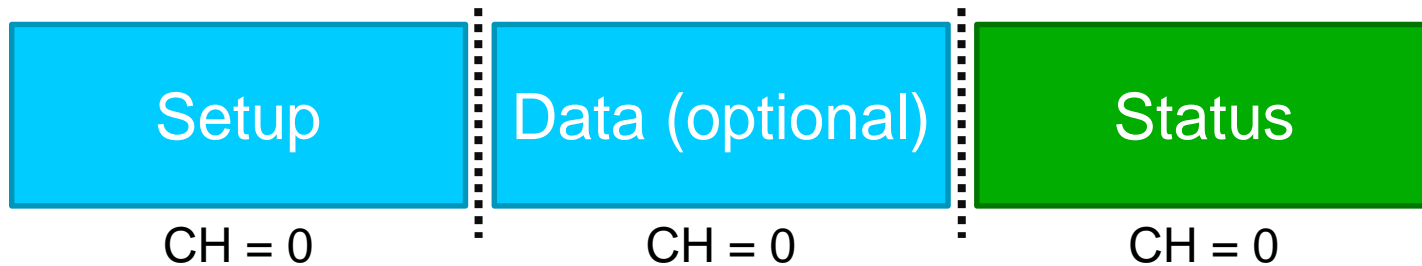 Setup
Data (optional)
Status
CH = 0
CH = 0
CH = 0